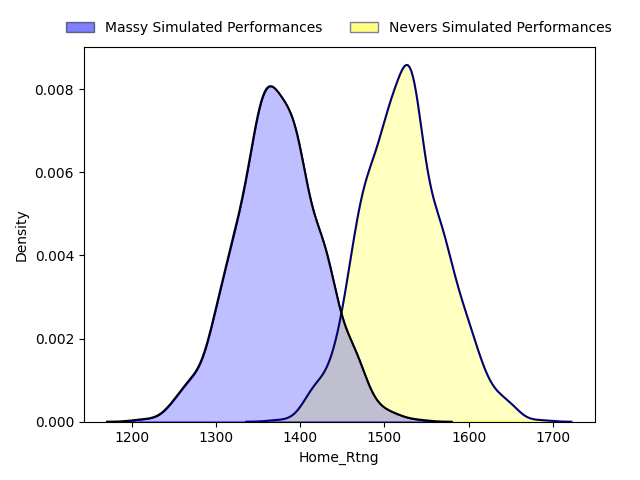 Massy Simulated Performances Nevers Simulated Performances
0.008
0.006
0.004
0.002
0.000
Density
1200 1300 1400 1500 1600 1700
Home_Rtng